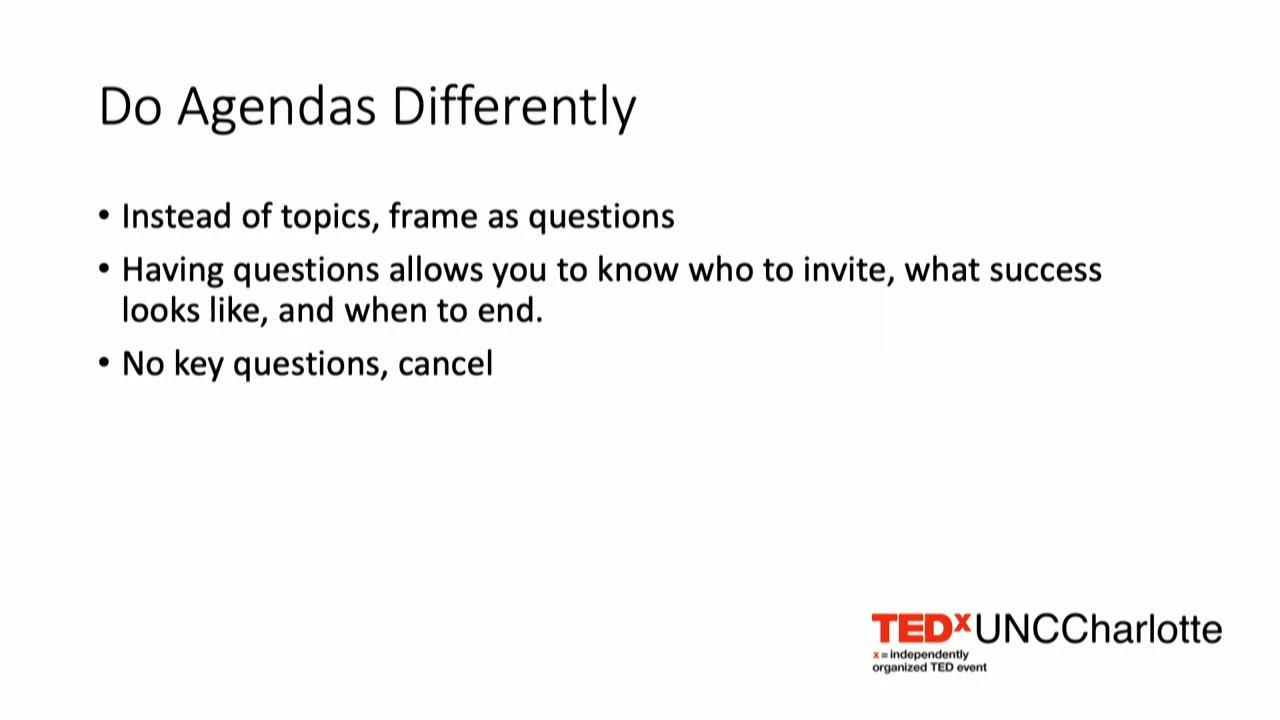 Do Agendas Differently
• Instead of topics, frame as questions
• Having questions allows you to know who to invite, what success
looks like, and when to end.
• No key questions, cancel
TEDxUNCCharlotte
x = independently
organized TED event